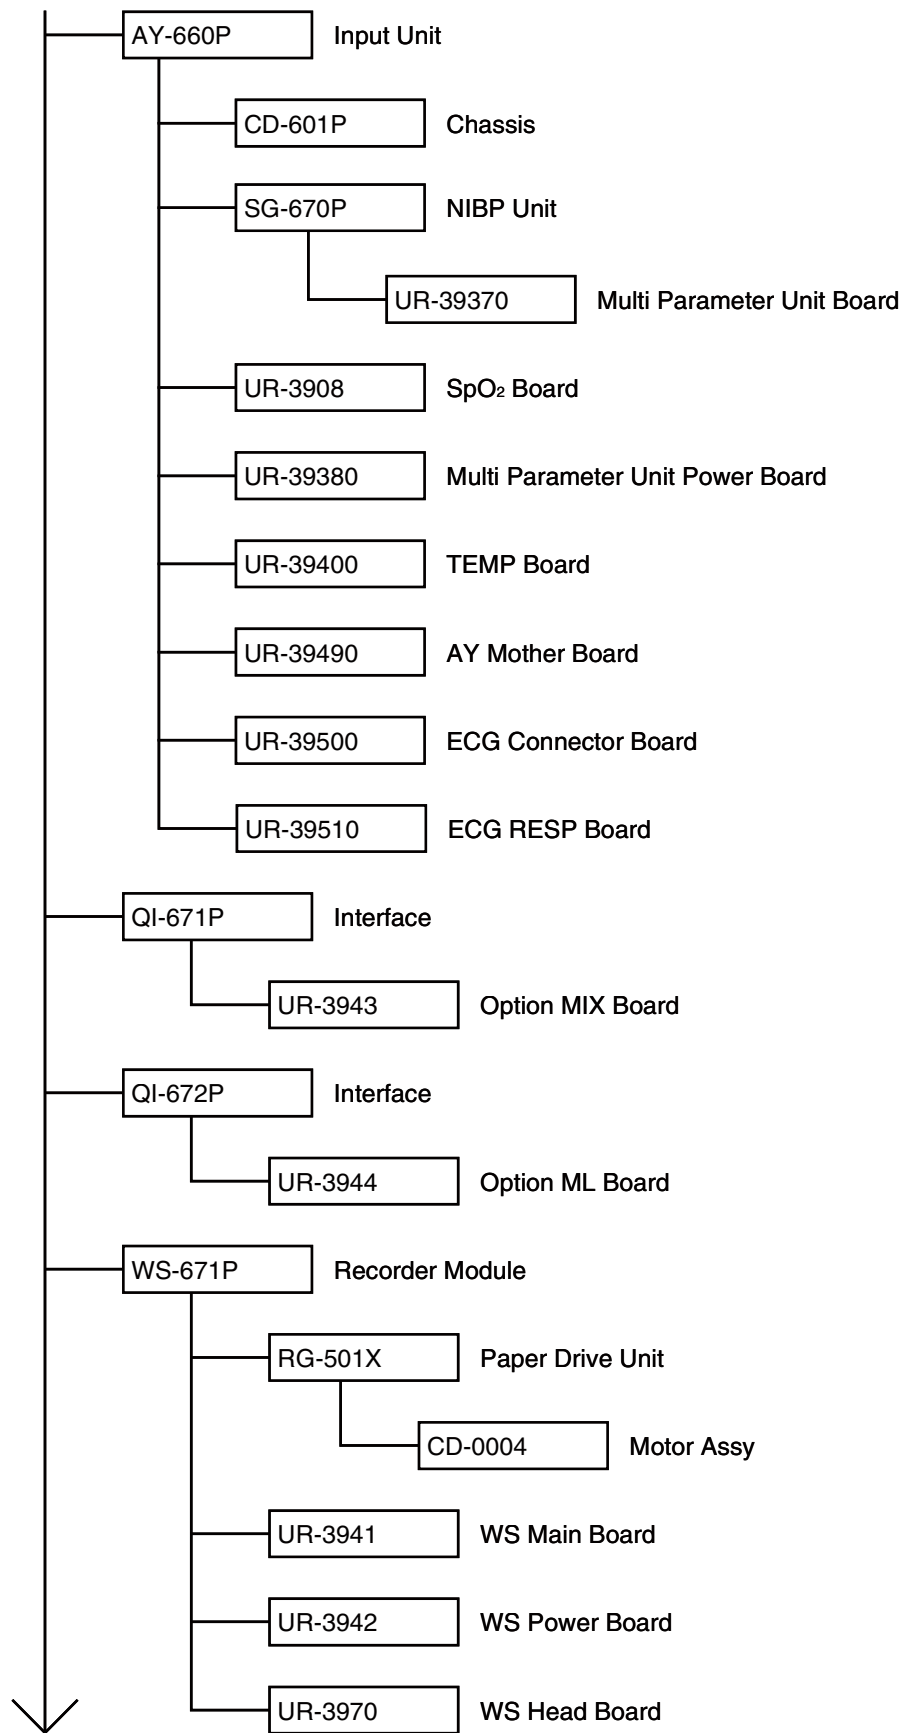 AY-660P Input Unit
CD-601P Chassis
SG-670P NIBP Unit
UR-39370 Multi Parameter Unit Board
UR-3908 SpO₂ Board
UR-39380 Multi Parameter Unit Power Board
UR-39400 TEMP Board
UR-39490 AY Mother Board
UR-39500 ECG Connector Board
UR-39510 ECG RESP Board
QI-671P Interface
UR-3943 Option MIX Board
QI-672P Interface
UR-3944 Option ML Board
WS-671P Recorder Module
RG-501X Paper Drive Unit
CD-0004 Motor Assy
UR-3941 WS Main Board
UR-3942 WS Power Board
UR-3970 WS Head Board